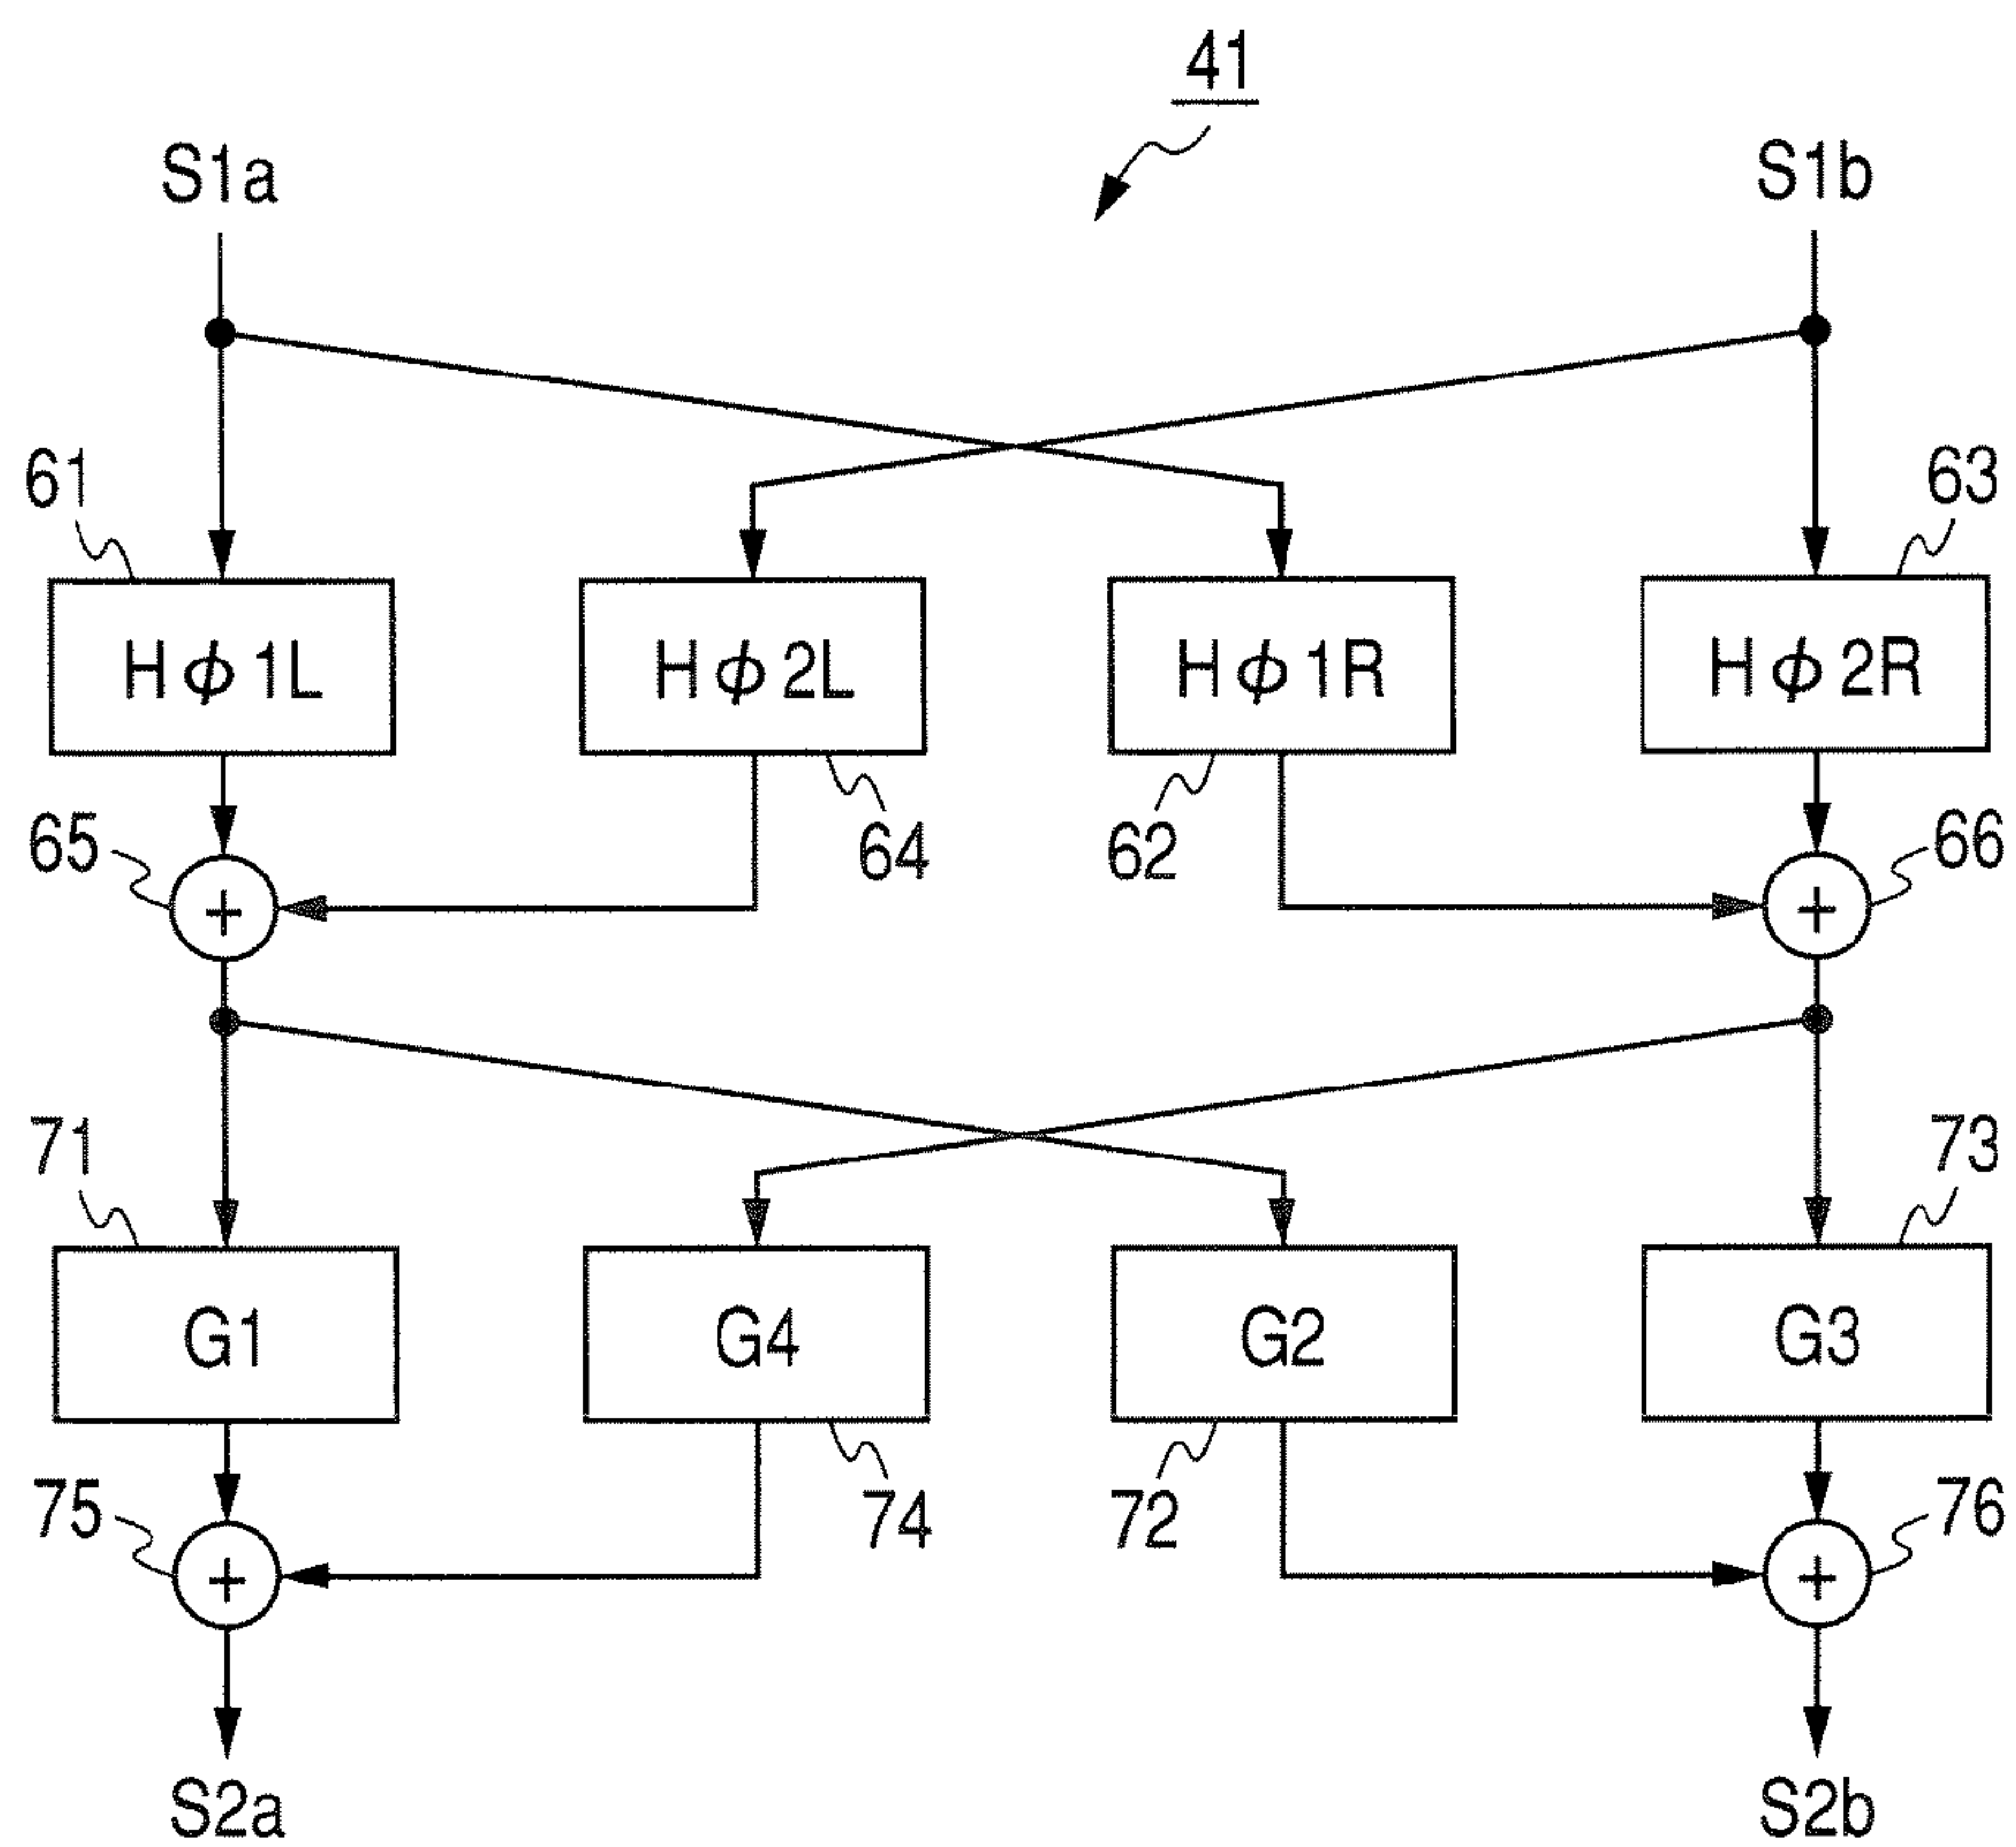 41
S1a
S1b
61
63
Hϕ1L
Hϕ2L
Hϕ1R
Hϕ2R
65
64
62
66
+
+
71
73
G1
G4
G2
G3
75
74
72
76
+
+
S2a
S2b